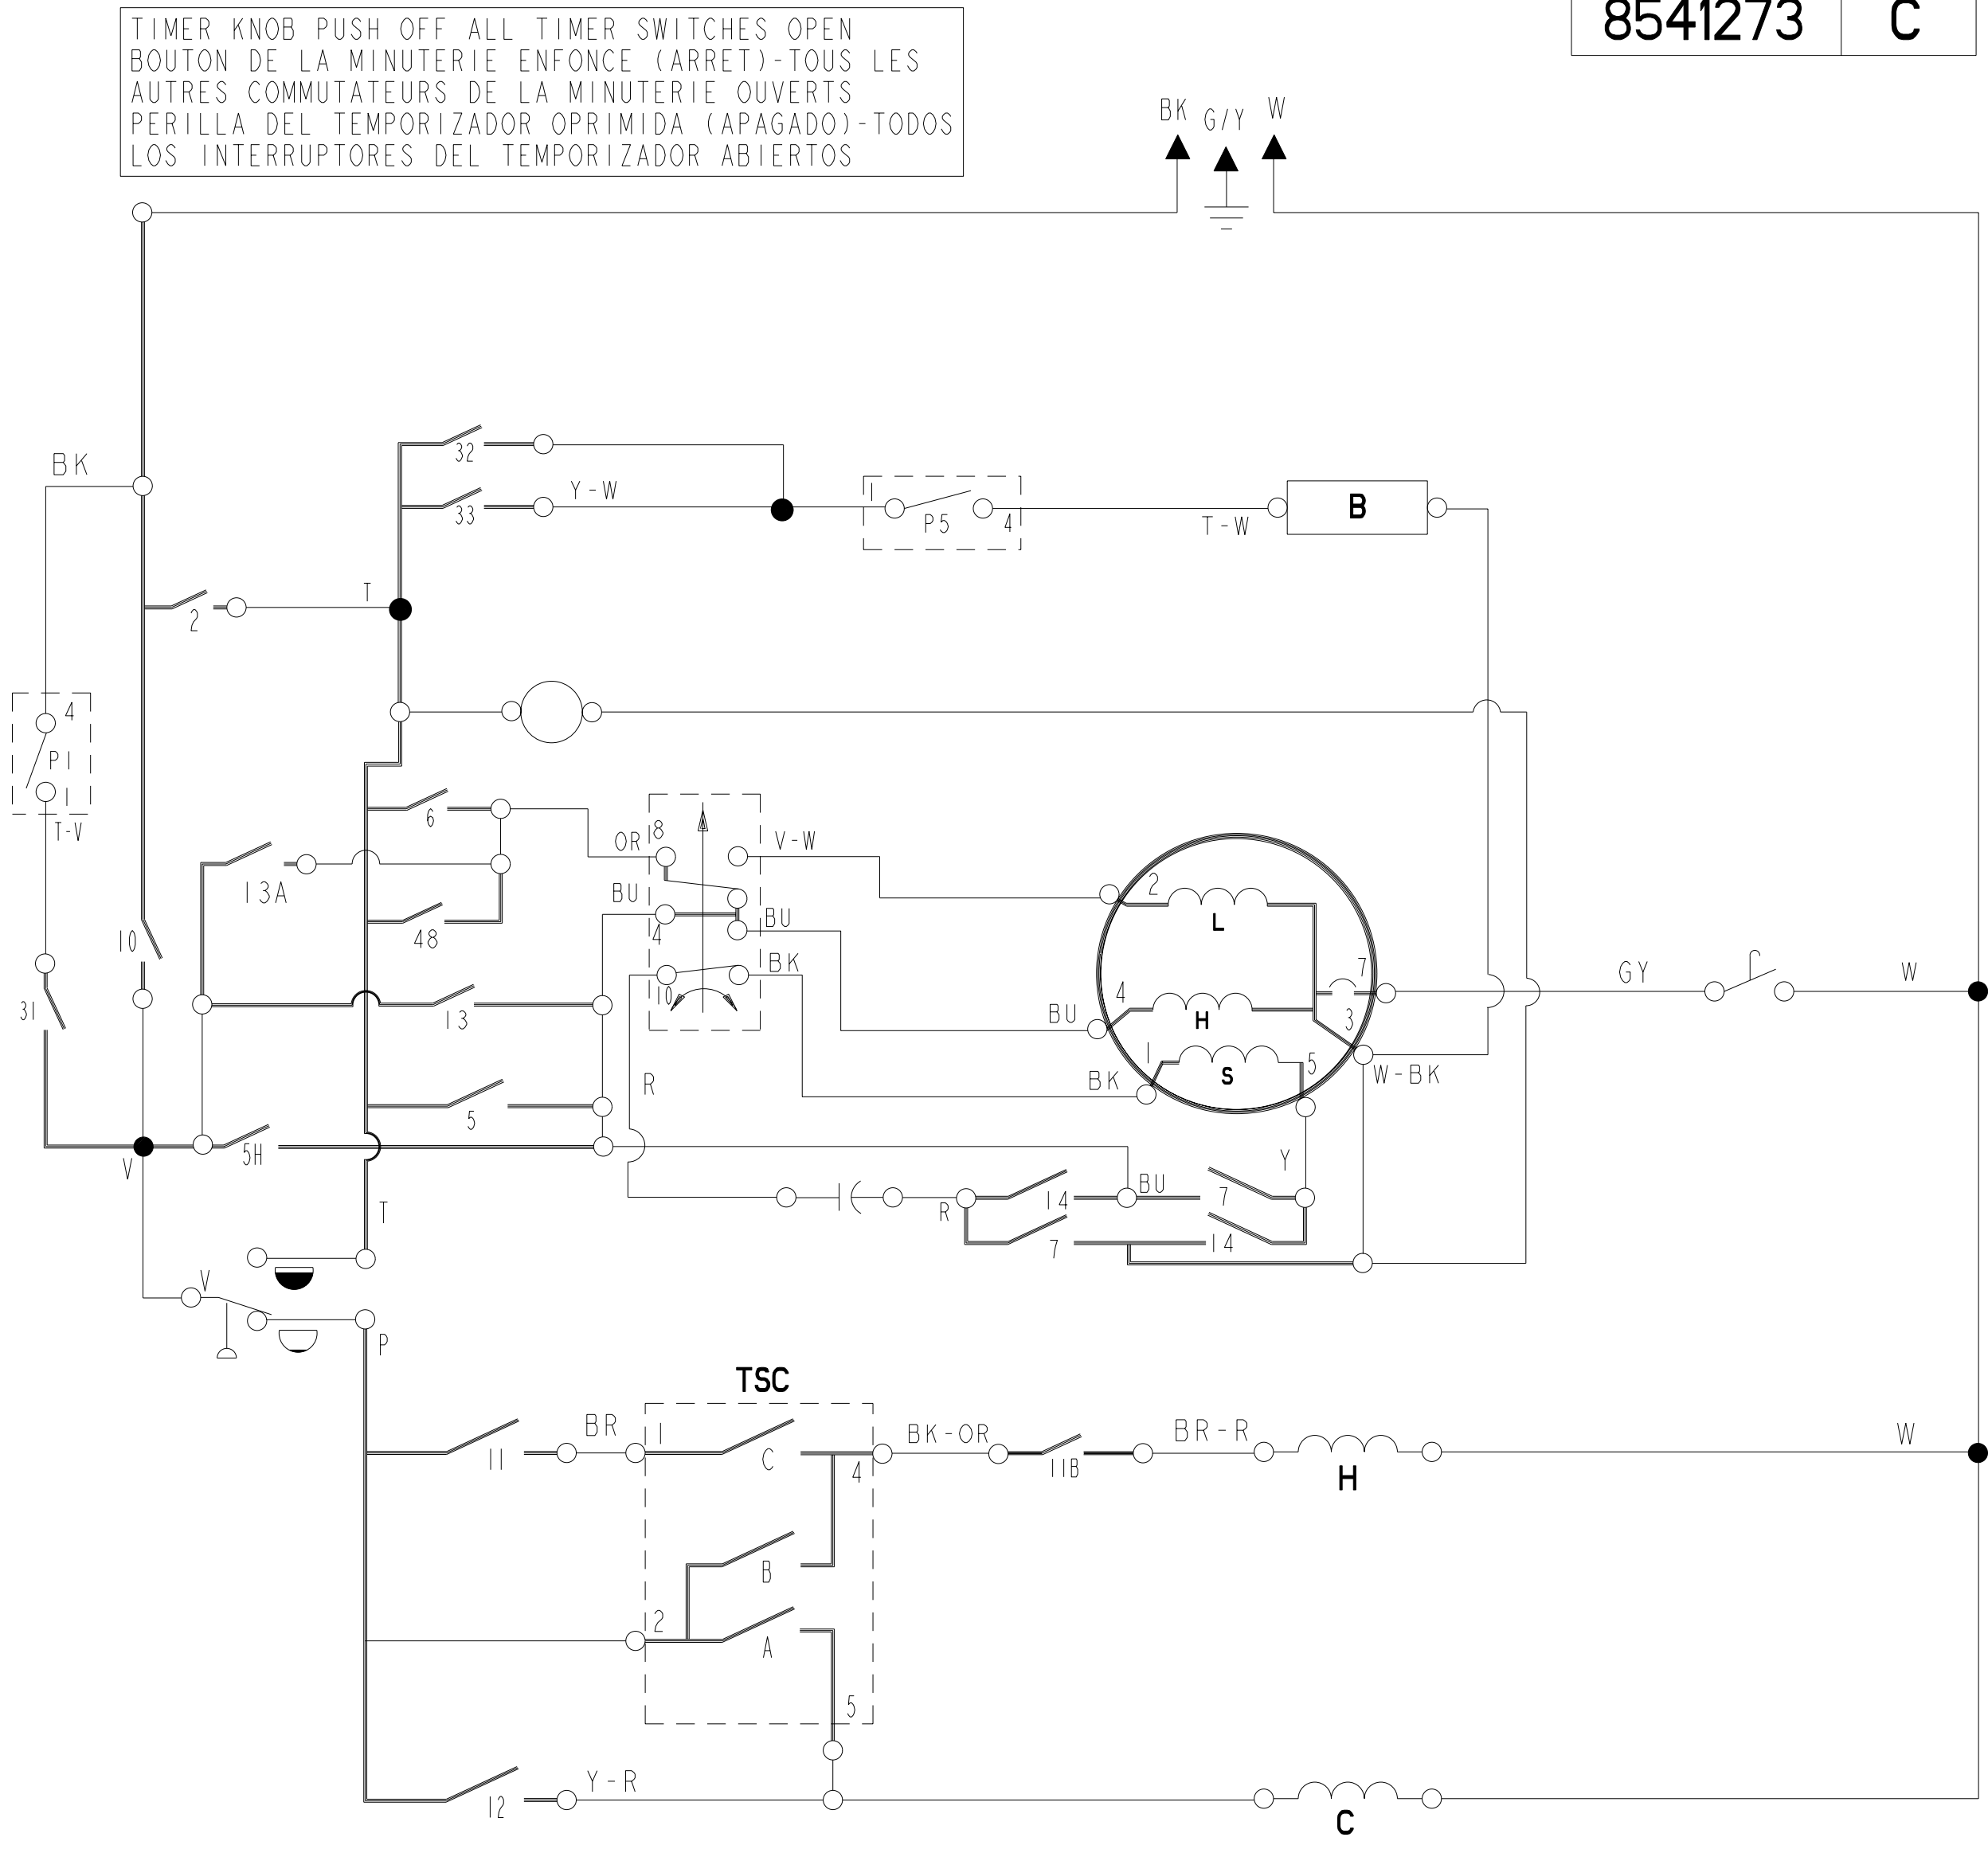 TIMER KNOB PUSH OFF ALL TIMER SWITCHES OPEN
BOUTON DE LA MINUTERIE ENFONCE (ARRET)-TOUS LES
AUTRES COMMUTATEURS DE LA MINUTERIE OUVERTS
PERILLA DEL TEMPORIZADOR OPRIMIDA (APAGADO)-TODOS
LOS INTERRUPTORES DEL TEMPORIZADOR ABIERTOS
8541273 C
BK G/Y W
32
BK
33 Y-W
1 P5 4
T-W
B
2
T
4
P1
1
T-V
6
OR 8 V-W
13A
BU
48
4 BU
10
31
13
10 BK
R
2
L
BU 4
H
7
3
GY W
1
BK S 5
W-BK
5
5H
V
T
Y
14 BU 7
R
7 14
V
P
TSC
11 BR 1 C 4 BK-OR 11B BR-R H W
B
2
A
5
12 Y-R
C